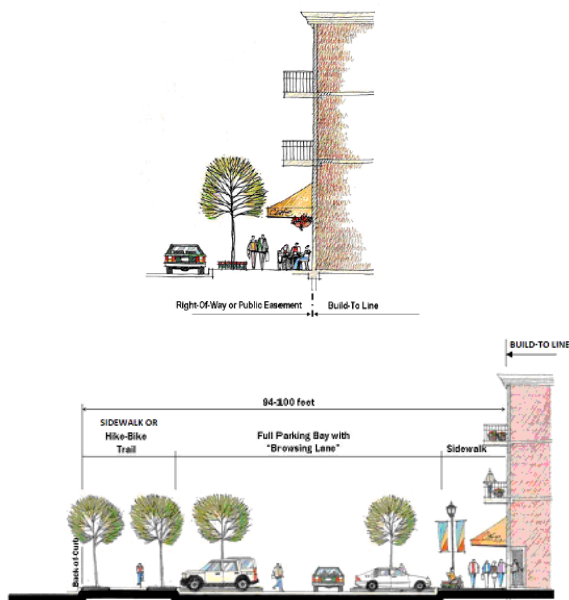 Right-Of-Way or Public Easement
Build-To Line
BUILD-TO LINE
94-100 feet
SIDEWALK OR
Hike-Bike
Trail
Full Parking Bay with
"Browsing Lane"
Sidewalk
Back-of-Curb